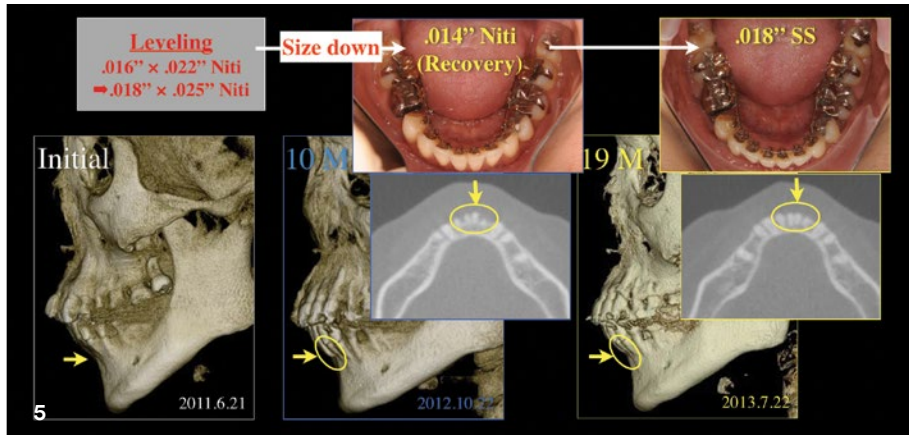 Leveling
.016” × .022” Niti
➡.018” × .025” Niti
Size down
.014” Niti
(Recovery)
.018” SS
Initial
10 M
19 M
2011.6.21
2013.7.22
5